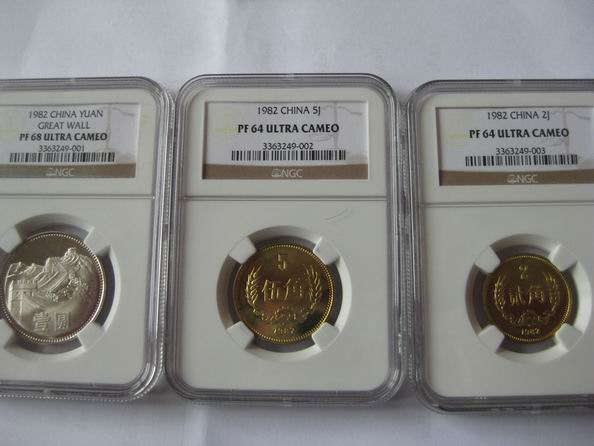 1982 CHINA YUAN
GREAT WALL
PF 68 ULTRA CAMEO
3363249-001
NGC
壹圆
1982 CHINA 5J
PF 64 ULTRA CAMEO
3363249-002
NGC
5
伍角
1982
1982 CHINA 2J
PF 64 ULTRA CAMEO
3363249-003
NGC
2
贰角
1982